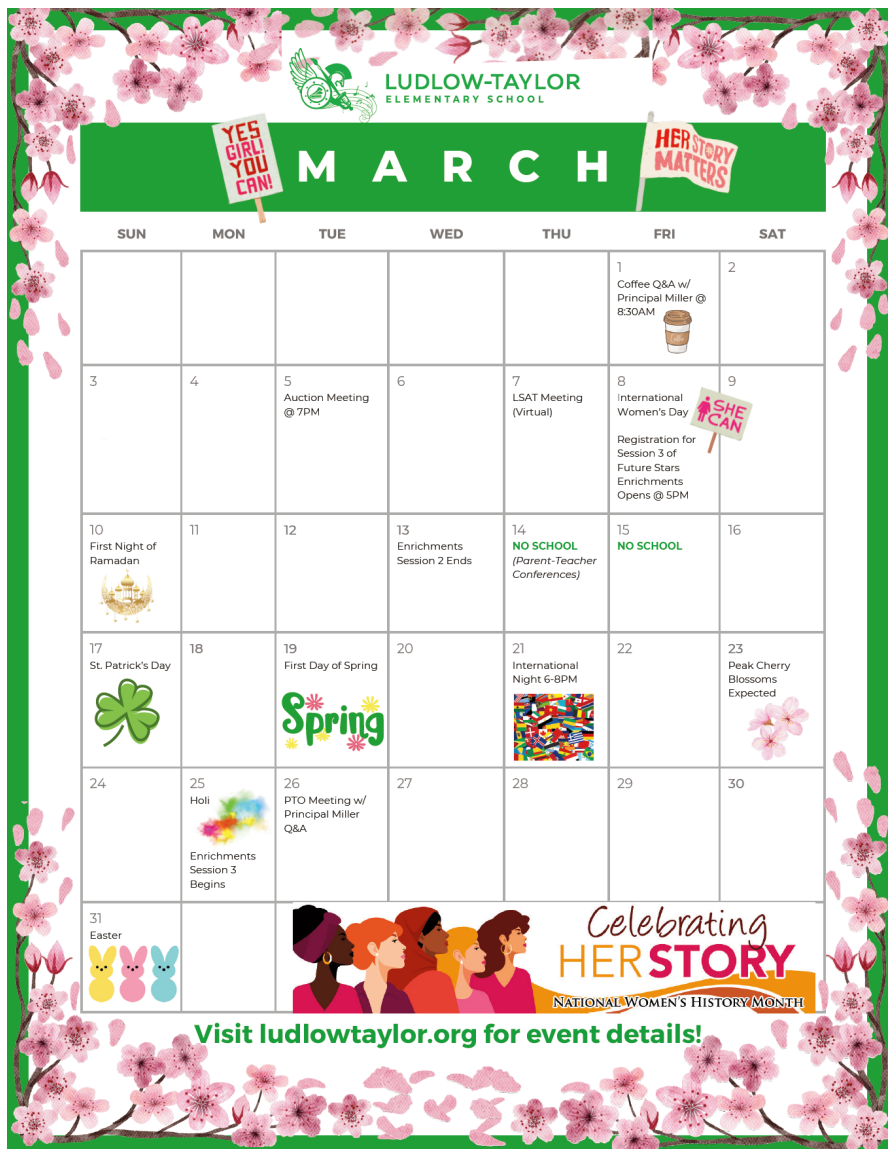 LUDLOW-TAYLOR
ELEMENTARY SCHOOL
YES
GIRL!
YOU
CAN!
MARCH
HER STORY
MATTERS
SUN MON TUE WED THU FRI SAT
1
Coffee Q&A w/
Principal Miller @
8:30AM
2
3
4
5
Auction Meeting
@ 7PM
6
7
LSAT Meeting
(Virtual)
8
International
Women's Day
Registration for
Session 3 of
Future Stars
Enrichments
Opens @ 5PM
9
SHE
CAN
10
First Night of
Ramadan
11
12
13
Enrichments
Session 2 Ends
14
NO SCHOOL
(Parent-Teacher
Conferences)
15
NO SCHOOL
16
17
St. Patrick's Day
18
19
First Day of Spring
Spring
20
21
International
Night 6-8PM
22
23
Peak Cherry
Blossoms
Expected
24
25
Holi
Enrichments
Session 3
Begins
26
PTO Meeting w/
Principal Miller
Q&A
27
28
29
30
31
Easter
Celebrating
HERSTORY
NATIONAL WOMEN'S HISTORY MONTH
Visit ludlowtaylor.org for event details!